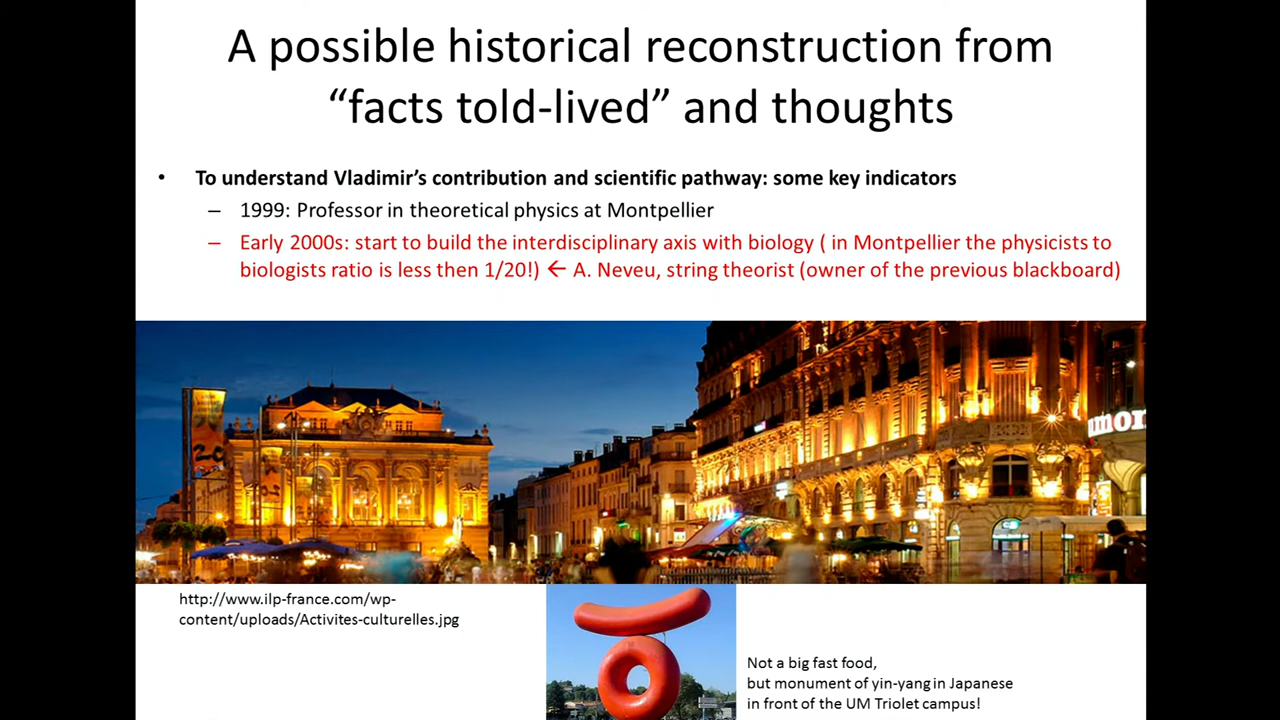 A possible historical reconstruction from
“facts told-lived” and thoughts
• To understand Vladimir’s contribution and scientific pathway: some key indicators
– 1999: Professor in theoretical physics at Montpellier
– Early 2000s: start to build the interdisciplinary axis with biology ( in Montpellier the physicists to
biologists ratio is less then 1/20!) ← A. Neveu, string theorist (owner of the previous blackboard)
http://www.ilp-france.com/wp-
content/uploads/Activites-culturelles.jpg
Not a big fast food,
but monument of yin-yang in Japanese
in front of the UM Triolet campus!